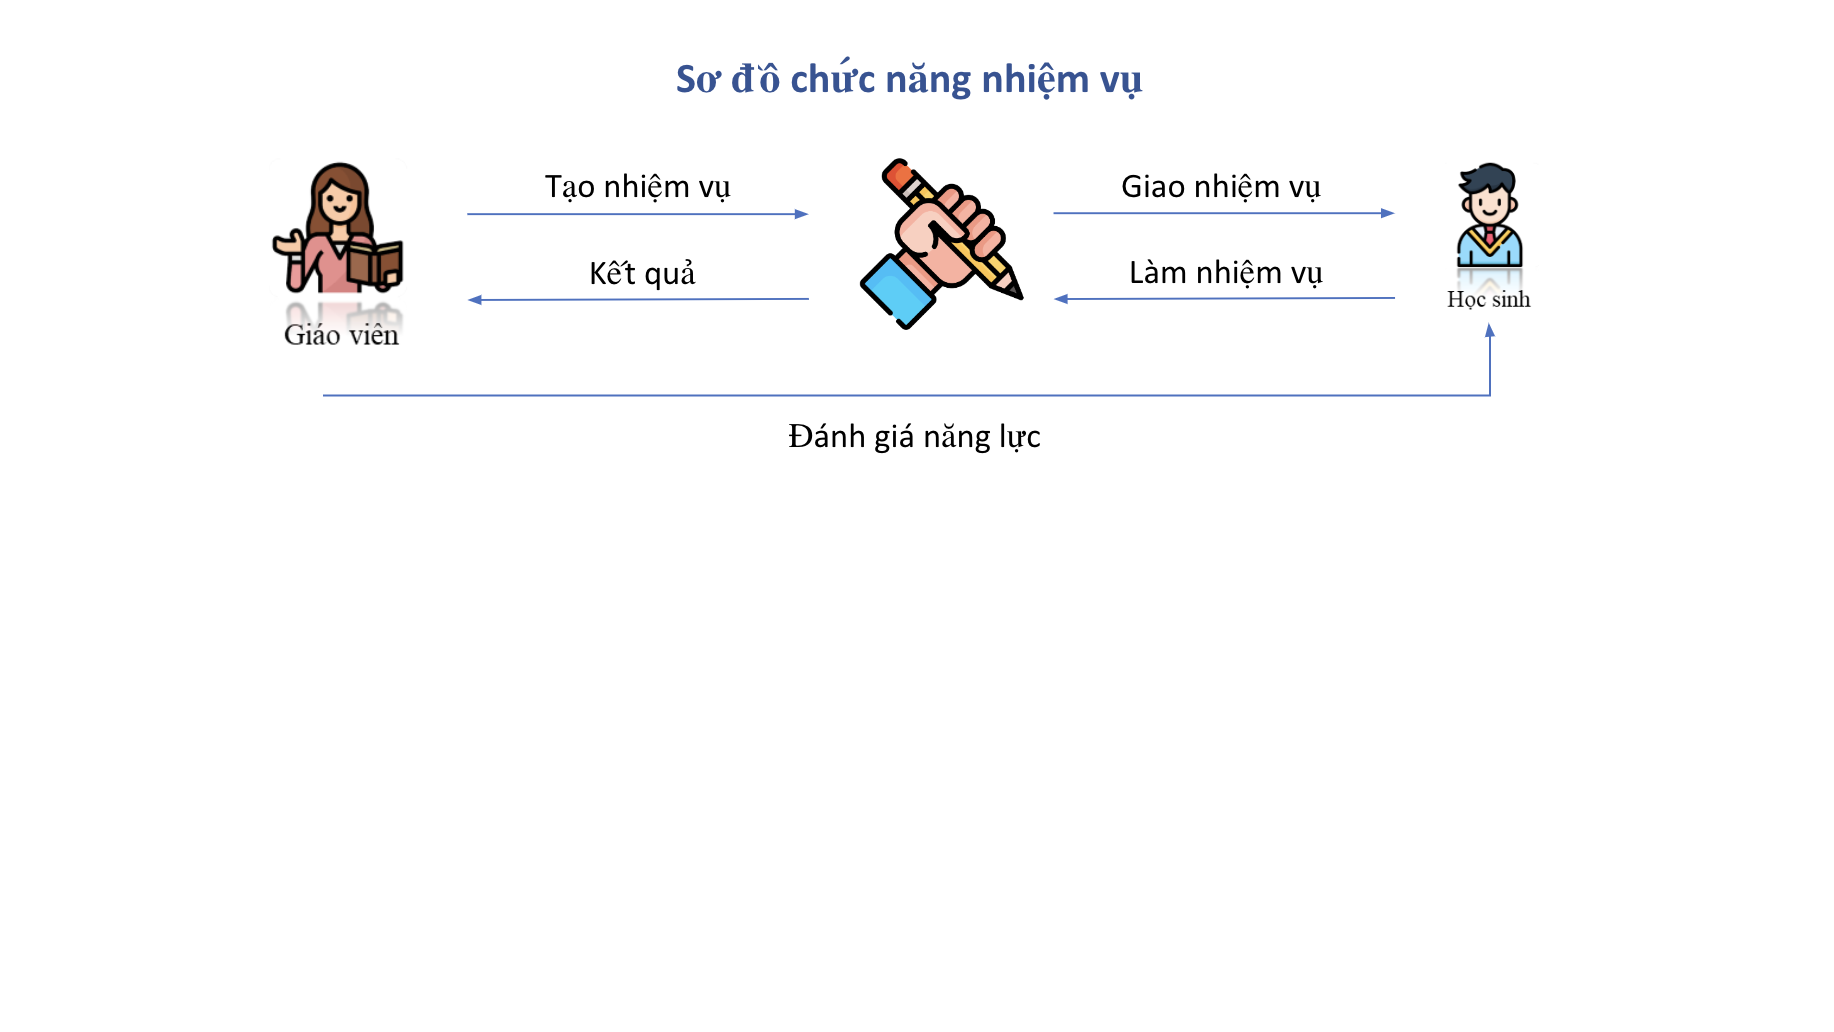 Sơ đồ chức năng nhiệm vụ
Tạo nhiệm vụ
Giao nhiệm vụ
Kết quả
Làm nhiệm vụ
Học sinh
Giáo viên
Đánh giá năng lực